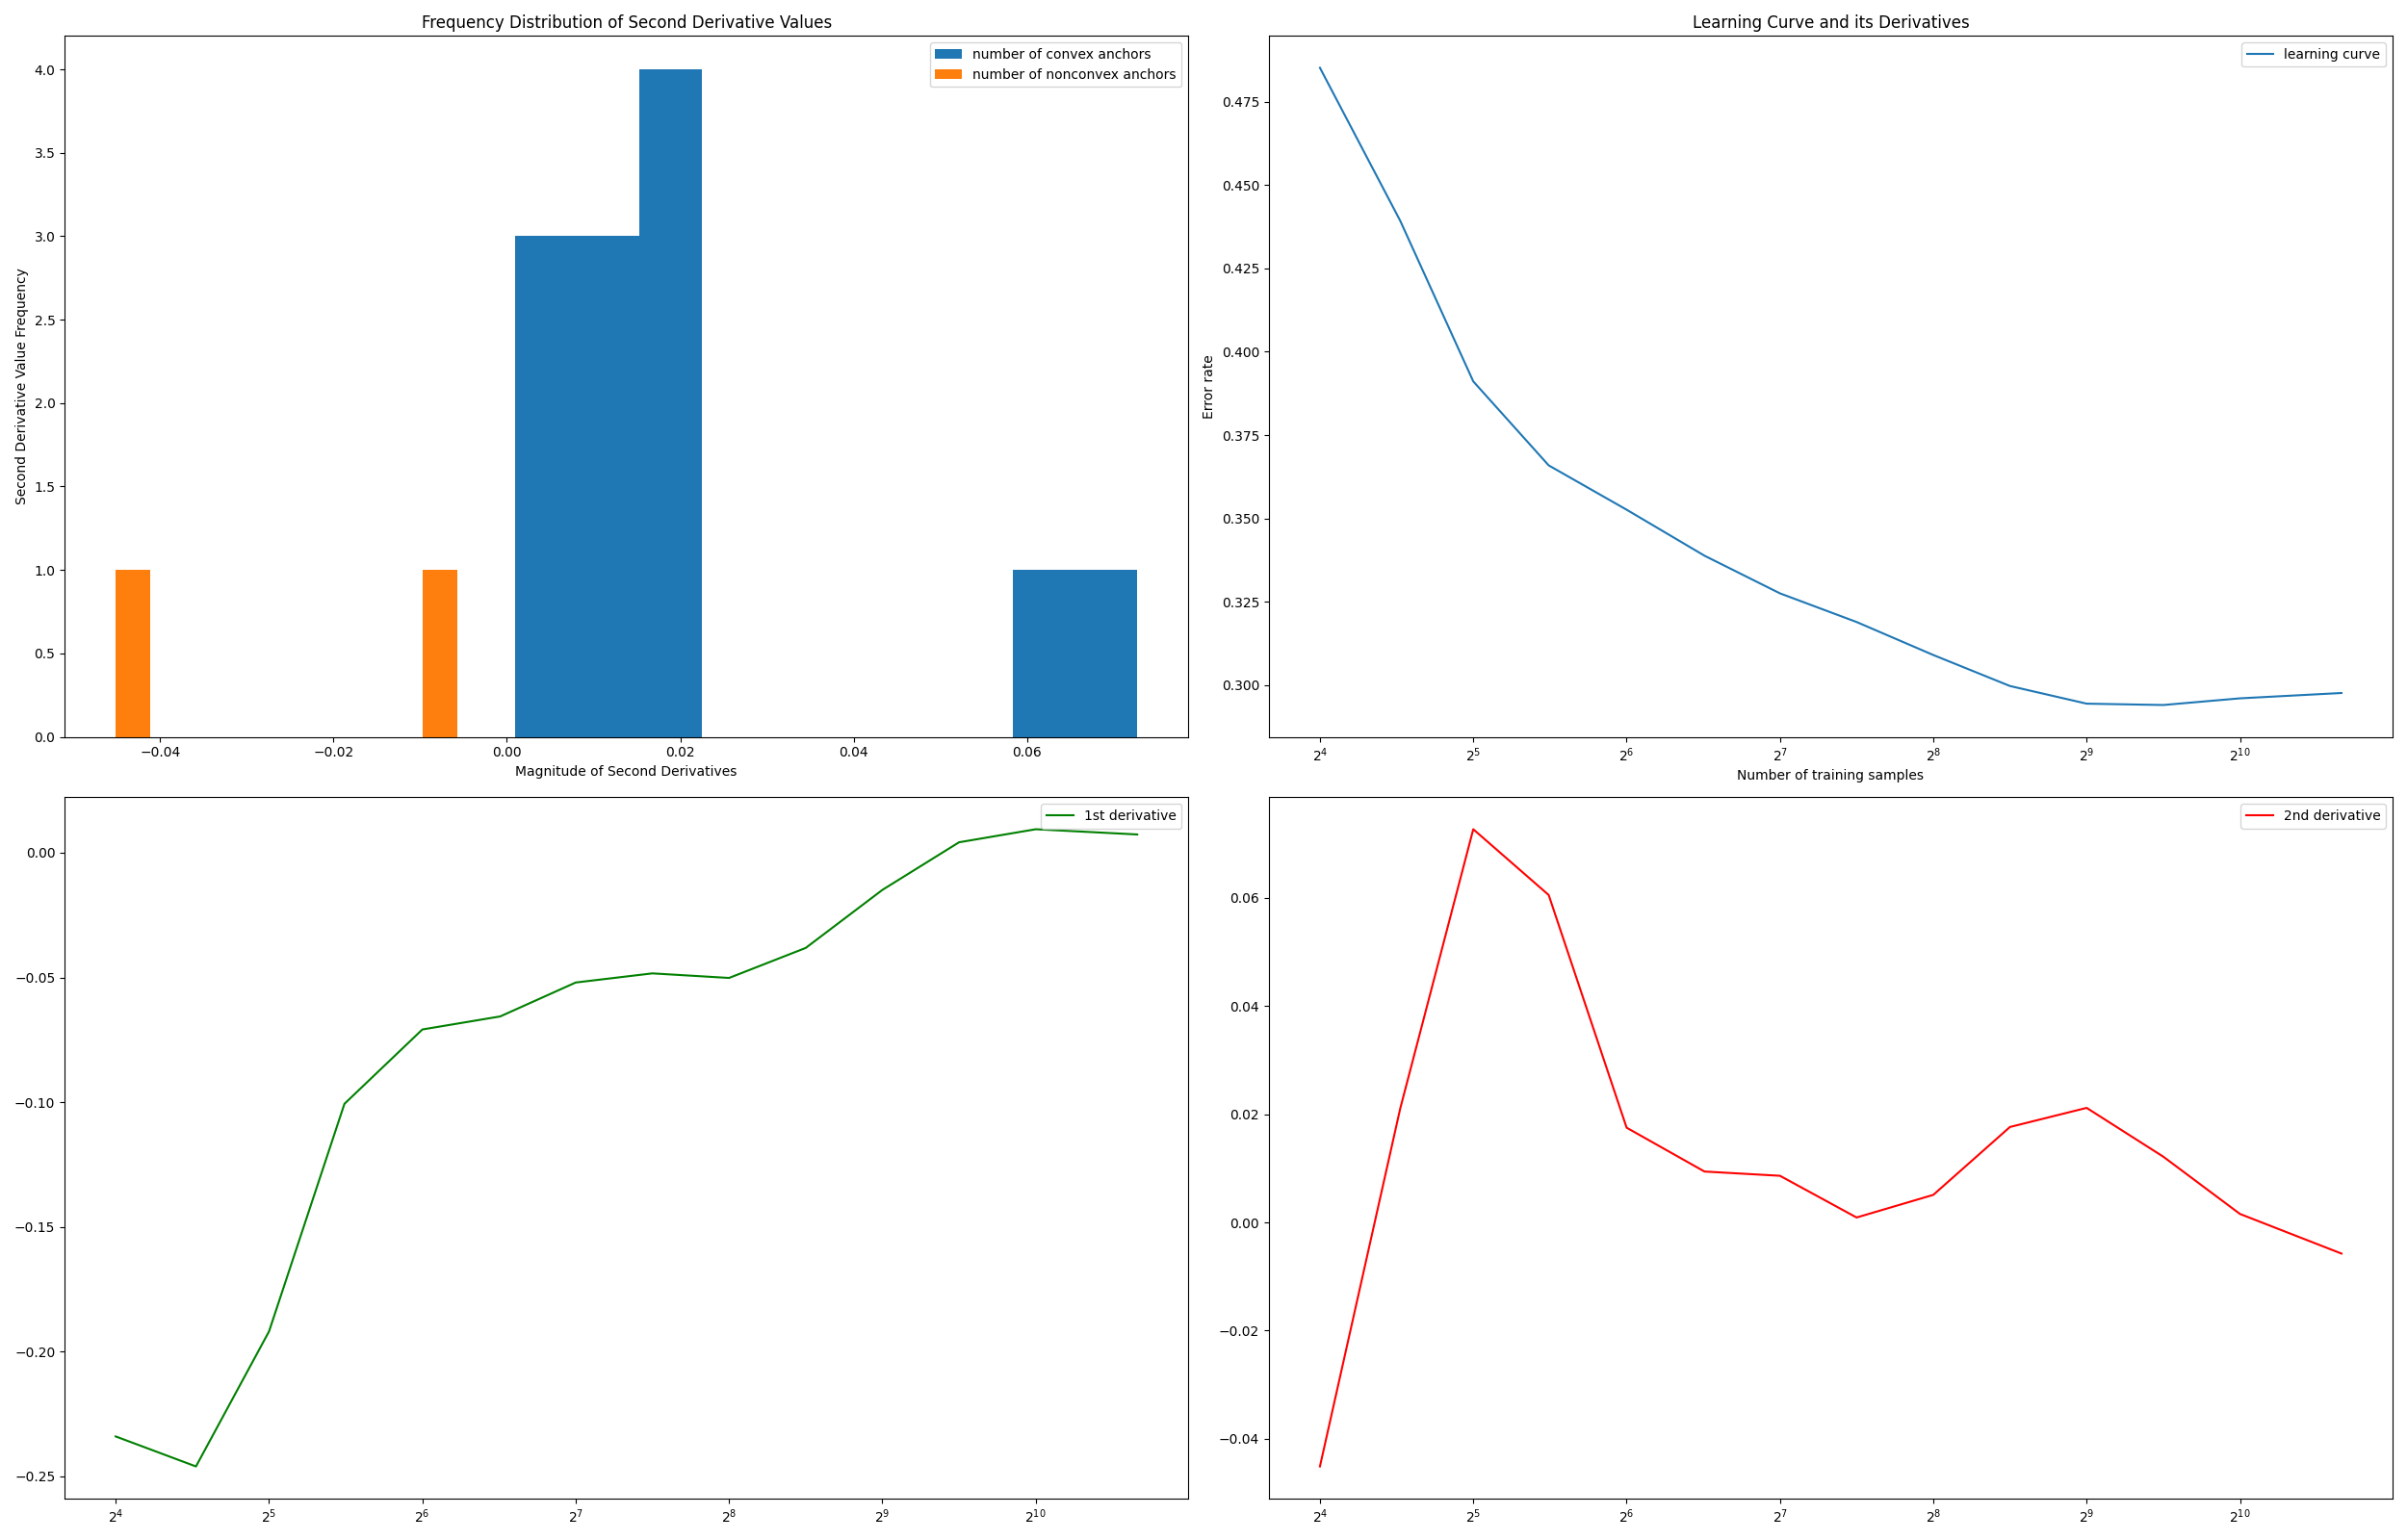 Frequency Distribution of Second Derivative Values
number of convex anchors
number of nonconvex anchors
Second Derivative Value Frequency
4.0
3.5
3.0
2.5
2.0
1.5
1.0
0.5
0.0
−0.04 −0.02 0.00 0.02 0.04 0.06
Magnitude of Second Derivatives
Learning Curve and its Derivatives
learning curve
Error rate
0.475
0.450
0.425
0.400
0.375
0.350
0.325
0.300
2⁴ 2⁵ 2⁶ 2⁷ 2⁸ 2⁹ 2¹⁰
Number of training samples
1st derivative
0.00
−0.05
−0.10
−0.15
−0.20
−0.25
2⁴ 2⁵ 2⁶ 2⁷ 2⁸ 2⁹ 2¹⁰
2nd derivative
0.06
0.04
0.02
0.00
−0.02
−0.04
2⁴ 2⁵ 2⁶ 2⁷ 2⁸ 2⁹ 2¹⁰